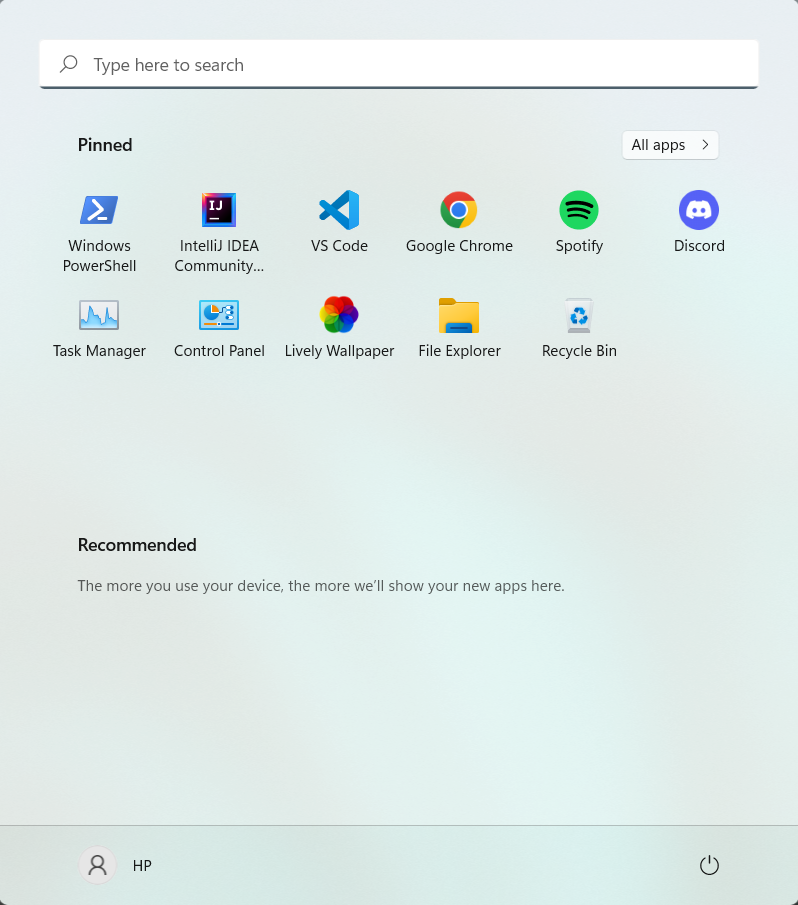 Type here to search
Pinned
All apps
Windows PowerShell
IntelliJ IDEA Community...
VS Code
Google Chrome
Spotify
Discord
Task Manager
Control Panel
Lively Wallpaper
File Explorer
Recycle Bin
Recommended
The more you use your device, the more we'll show your new apps here.
HP